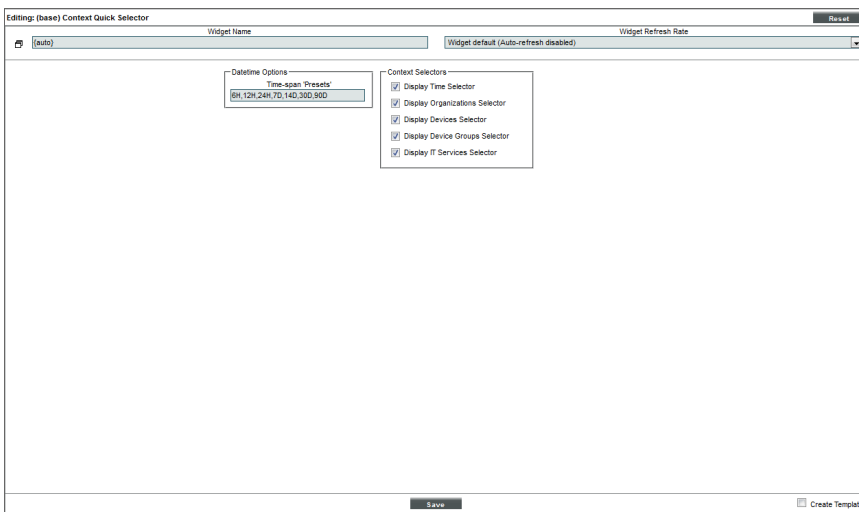 Editing: (base) Context Quick Selector
Reset
Widget Name
Widget Refresh Rate
{auto}
Widget default (Auto-refresh disabled)
Datetime Options
Time-span 'Presets'
6H,12H,24H,7D,14D,30D,90D
Context Selectors
Display Time Selector
Display Organizations Selector
Display Devices Selector
Display Device Groups Selector
Display IT Services Selector
Save
Create Templat